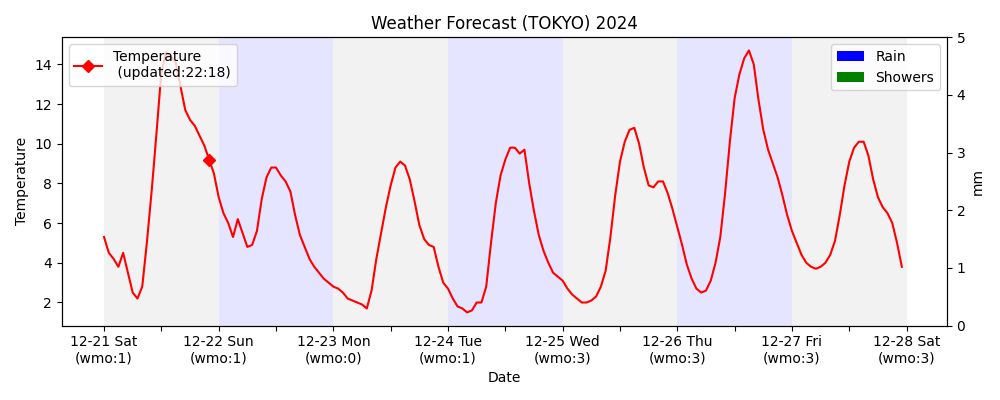 Weather Forecast (TOKYO) 2024
Temperature
(updated:22:18)
Rain
Showers
14
12
10
8
6
4
2
Temperature
5
4
3
2
1
0
mm
12-21 Sat
(wmo:1)
12-22 Sun
(wmo:1)
12-23 Mon
(wmo:0)
12-24 Tue
(wmo:1)
12-25 Wed
(wmo:3)
12-26 Thu
(wmo:3)
12-27 Fri
(wmo:3)
12-28 Sat
(wmo:3)
Date